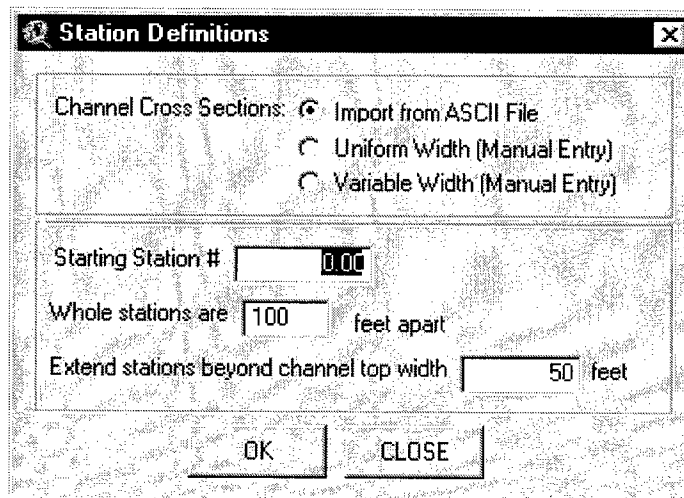 Station Definitions
Channel Cross Sections: Import from ASCII File
Uniform Width (Manual Entry)
Variable Width (Manual Entry)
Starting Station # 0.00
Whole stations are 100 feet apart
Extend stations beyond channel top width 50 feet
OK CLOSE